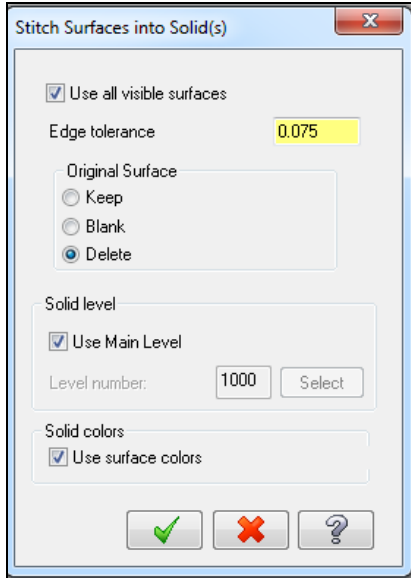 Stitch Surfaces into Solid(s)
Use all visible surfaces
Edge tolerance 0.075
Original Surface
Keep
Blank
Delete
Solid level
Use Main Level
Level number: 1000 Select
Solid colors
Use surface colors